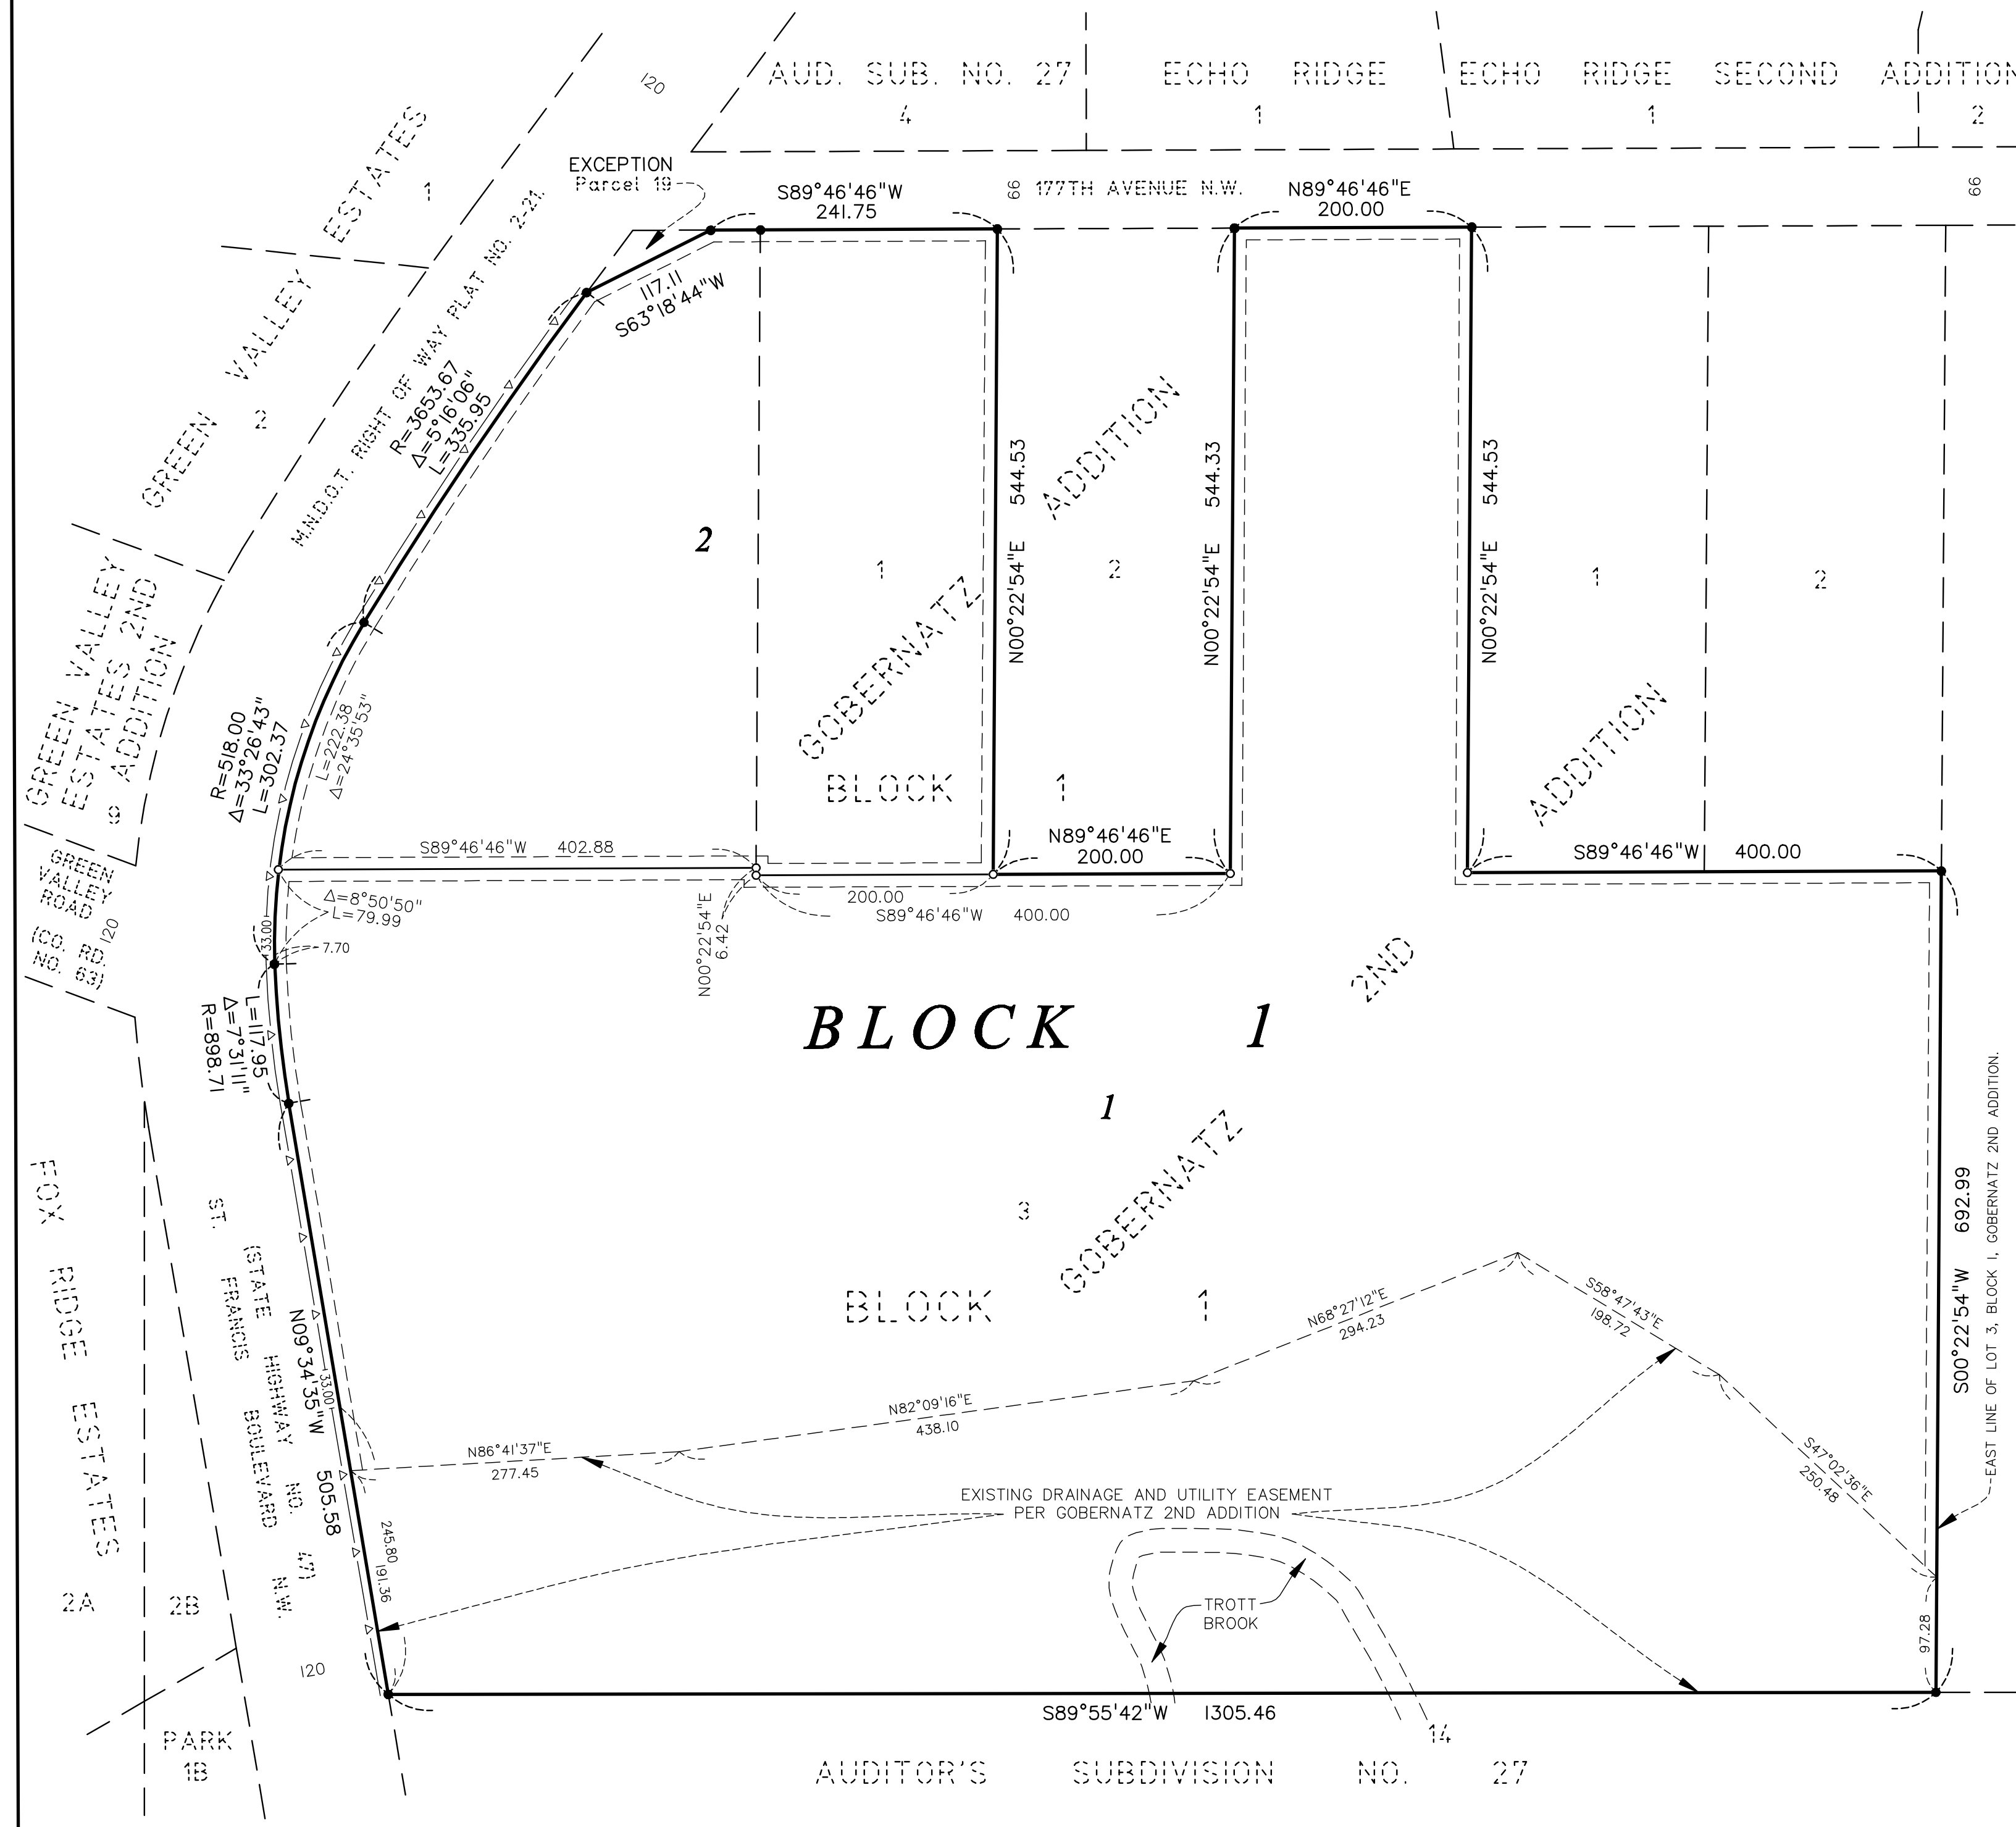 AUD. SUB. NO. 27
4
ECHO RIDGE
1
ECHO RIDGE SECOND ADDITION
1
2
120
EXCEPTION
Parcel 19
S89°46'46"W
241.75
66
177TH AVENUE N.W.
N89°46'46"E
200.00
66
GREEN VALLEY ESTATES
1
2
M.N.D.O.T. RIGHT OF WAY PLAT NO. 2-21.
117.11
S63°18'44"W
R=3653.67
Δ=5°16'06"
L=335.95
2
1
N00°22'54"E 544.53
GOBERNATZ ADDITION
2
N00°22'54"E 544.33
N00°22'54"E 544.53
1
2
GREEN VALLEY
ESTATES 2ND
ADDITION
9
R=518.00
Δ=33°26'43"
L=302.37
L=222.38
Δ=24°35'53"
BLOCK 1
S89°46'46"W 402.88
N89°46'46"E
200.00
S89°46'46"W 400.00
GREEN
VALLEY
ROAD
(CO. RD.
NO. 63)
120
Δ=8°50'50"
L=79.99
33.00
7.70
N00°22'54"E
6.42
200.00
S89°46'46"W 400.00
L=117.95
Δ=7°31'11"
R=898.71
BLOCK 1
1
GOBERNATZ 2ND ADDITION
3
BLOCK 1
FOX RIDGE ESTATES
2A
2B
PARK
1B
(STATE HIGHWAY NO. 47)
ST. FRANCIS BOULEVARD N.W.
120
N09°34'35"W 505.58
33.00
245.80
191.36
N86°41'37"E
277.45
N82°09'16"E
438.10
N68°27'12"E
294.23
S58°47'43"E
198.72
S47°02'36"E
250.48
S00°22'54"W 692.99
EAST LINE OF LOT 3, BLOCK 1, GOBERNATZ 2ND ADDITION.
97.28
EXISTING DRAINAGE AND UTILITY EASEMENT
PER GOBERNATZ 2ND ADDITION
TROTT
BROOK
S89°55'42"W 1305.46
14
AUDITOR'S SUBDIVISION NO. 27